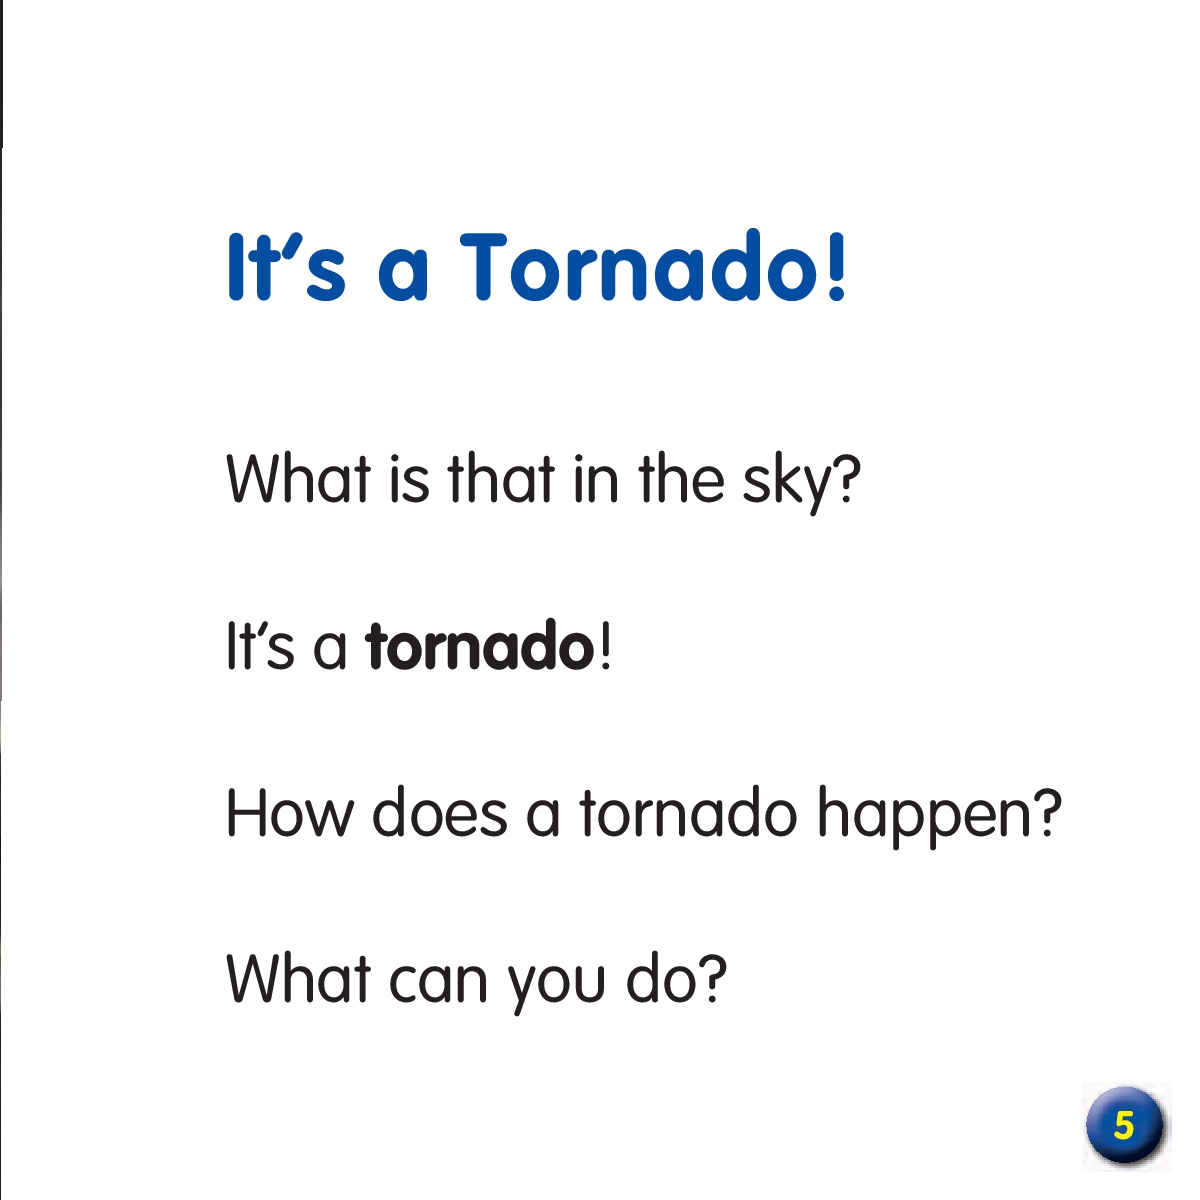 It's a Tornado!
What is that in the sky?
It's a tornado!
How does a tornado happen?
What can you do?
5